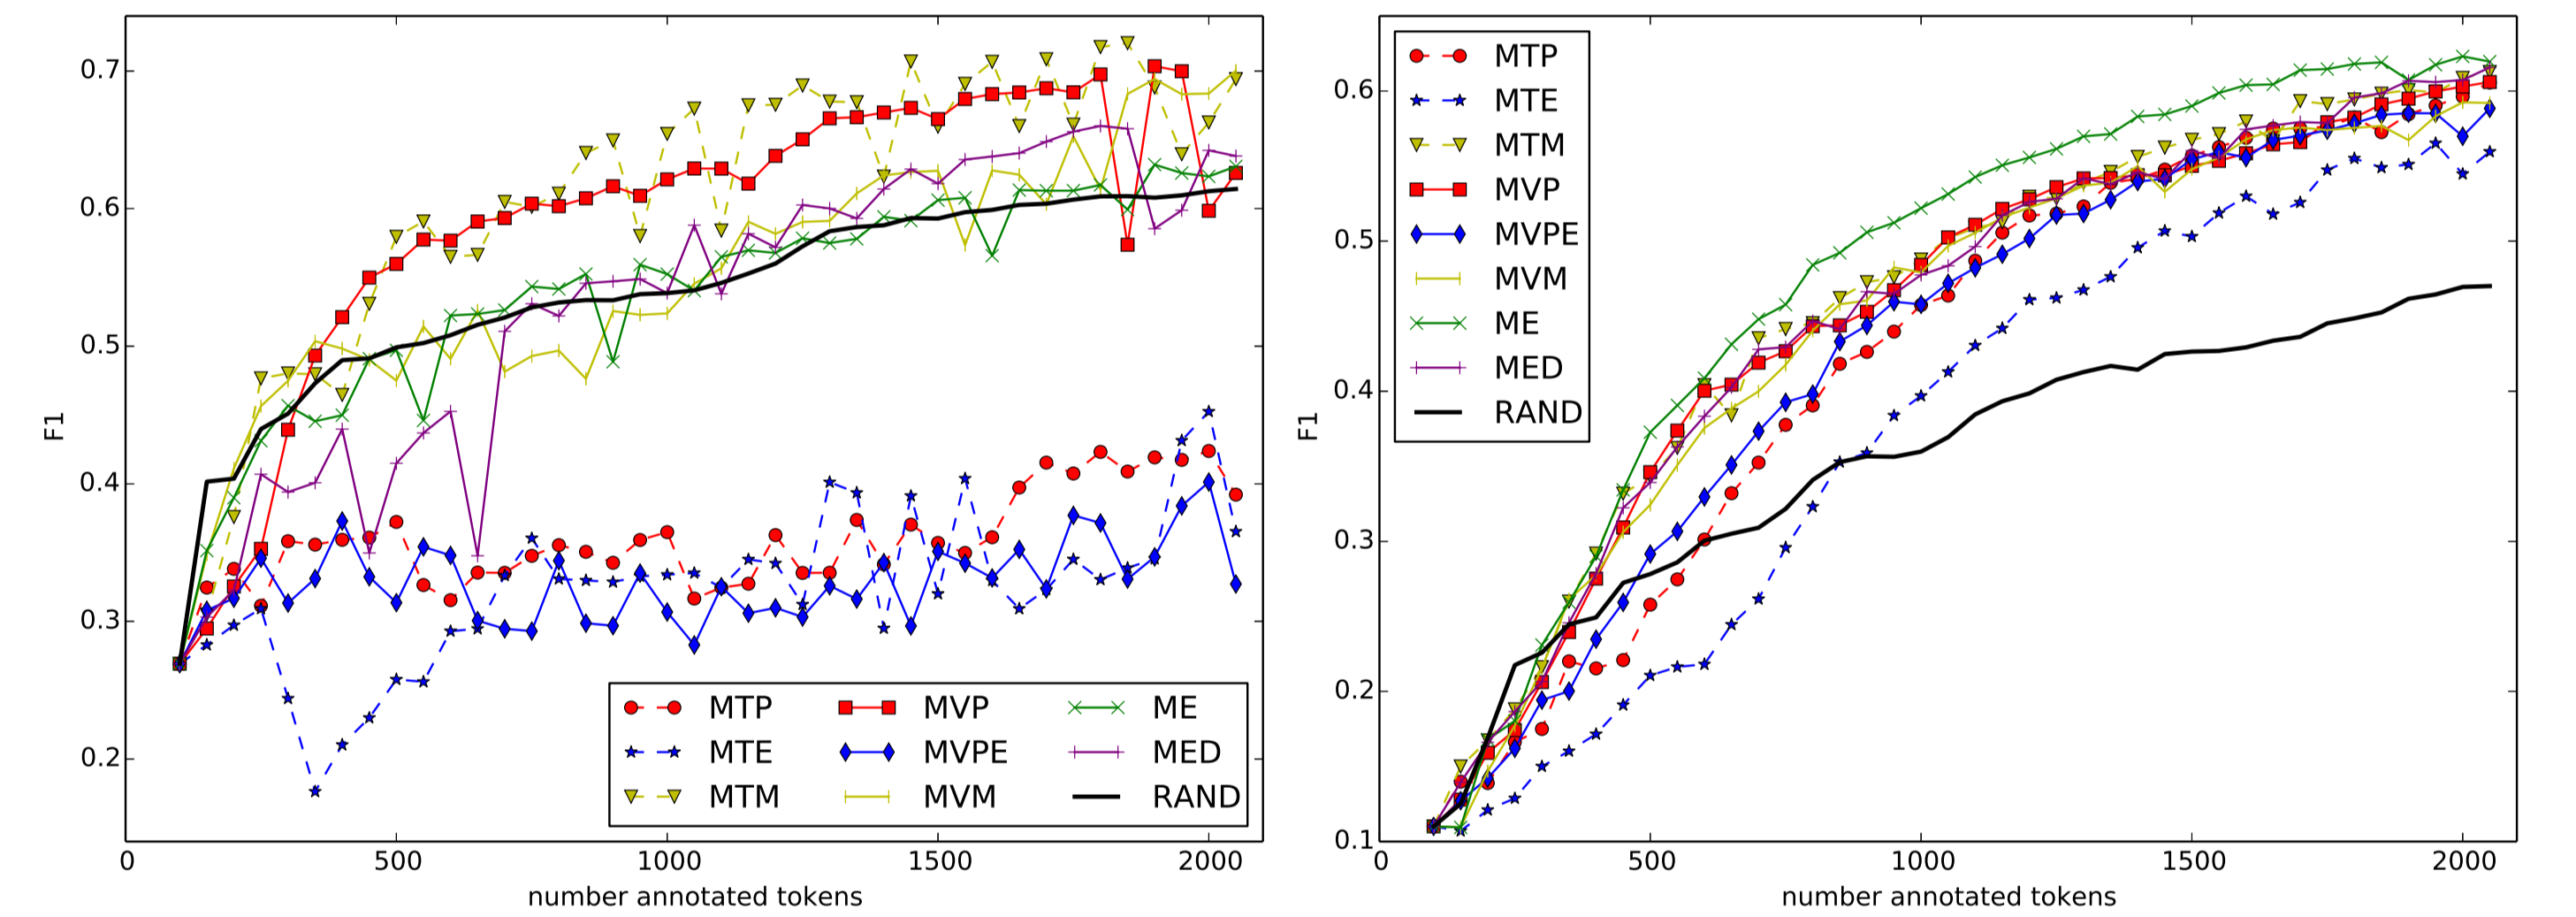 0.7
0.6
0.5
0.4
0.3
0.2
F1
0 500 1000 1500 2000
number annotated tokens
MTP MVP ME
MTE MVPE MED
MTM MVM RAND
0.6
0.5
0.4
0.3
0.2
0.1
F1
0 500 1000 1500 2000
number annotated tokens
MTP
MTE
MTM
MVP
MVPE
MVM
ME
MED
RAND